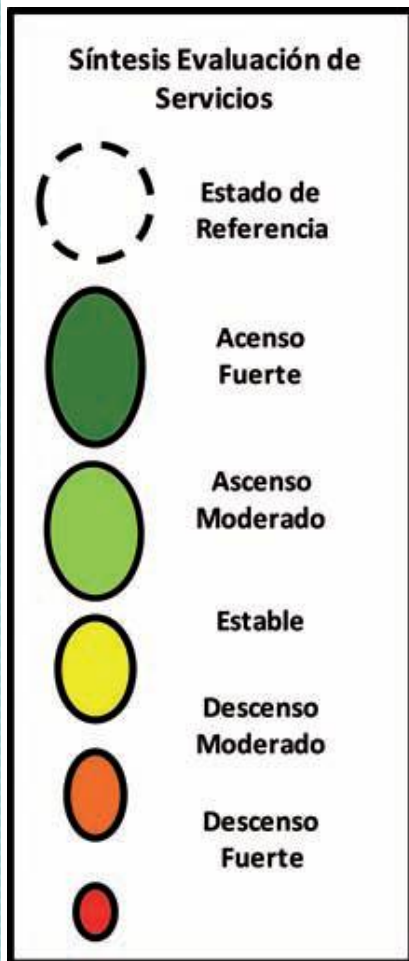 Síntesis Evaluación de
Servicios
Estado de
Referencia
Acenso
Fuerte
Ascenso
Moderado
Estable
Descenso
Moderado
Descenso
Fuerte